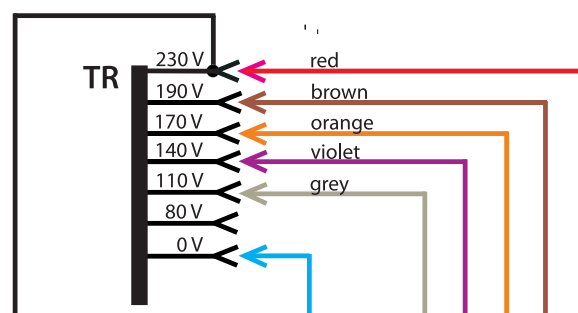 230 V red
TR
190 V brown
170 V orange
140 V violet
110 V grey
80 V
0 V